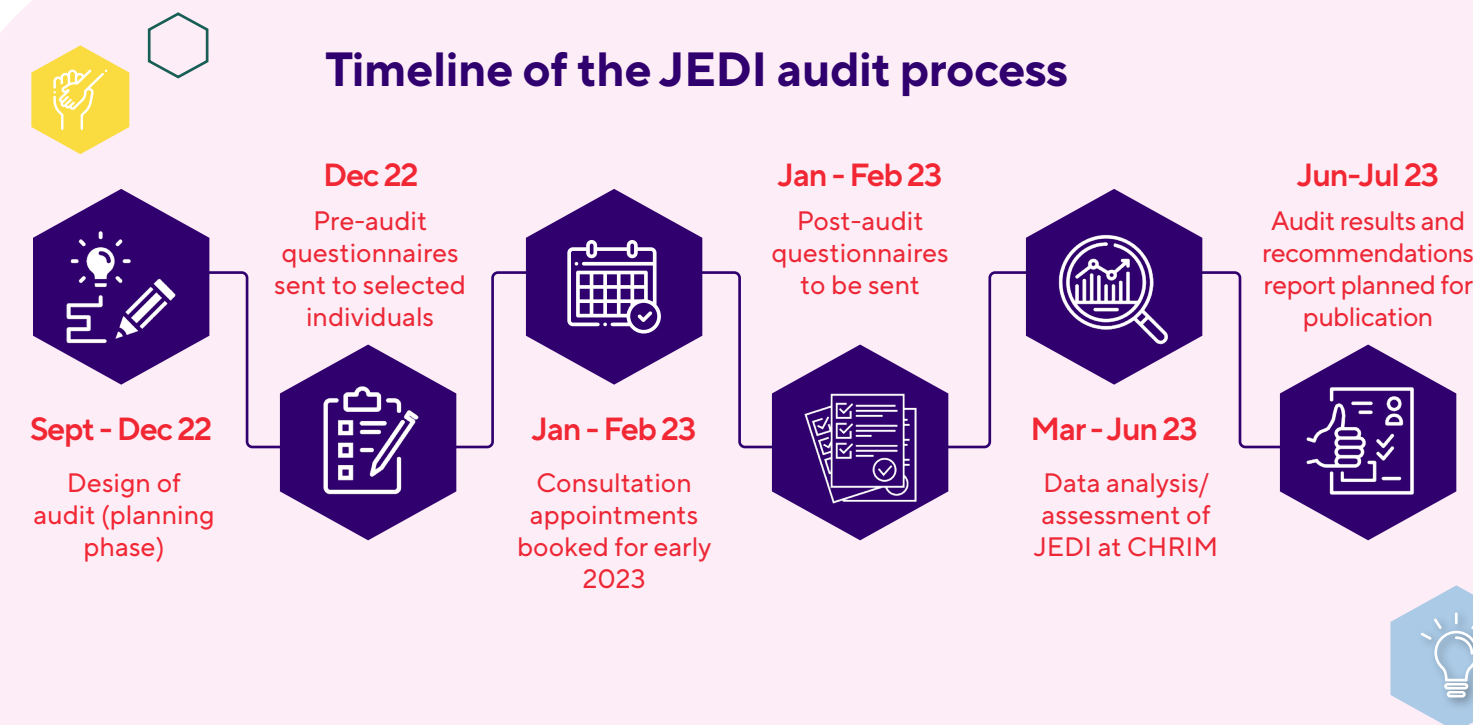 Timeline of the JEDI audit process
Sept - Dec 22
Design of
audit (planning
phase)
Dec 22
Pre-audit
questionnaires
sent to selected
individuals
Jan - Feb 23
Consultation
appointments
booked for early
2023
Jan - Feb 23
Post-audit
questionnaires
to be sent
Mar - Jun 23
Data analysis/
assessment of
JEDI at CHRIM
Jun-Jul 23
Audit results and
recommendations
report planned for
publication